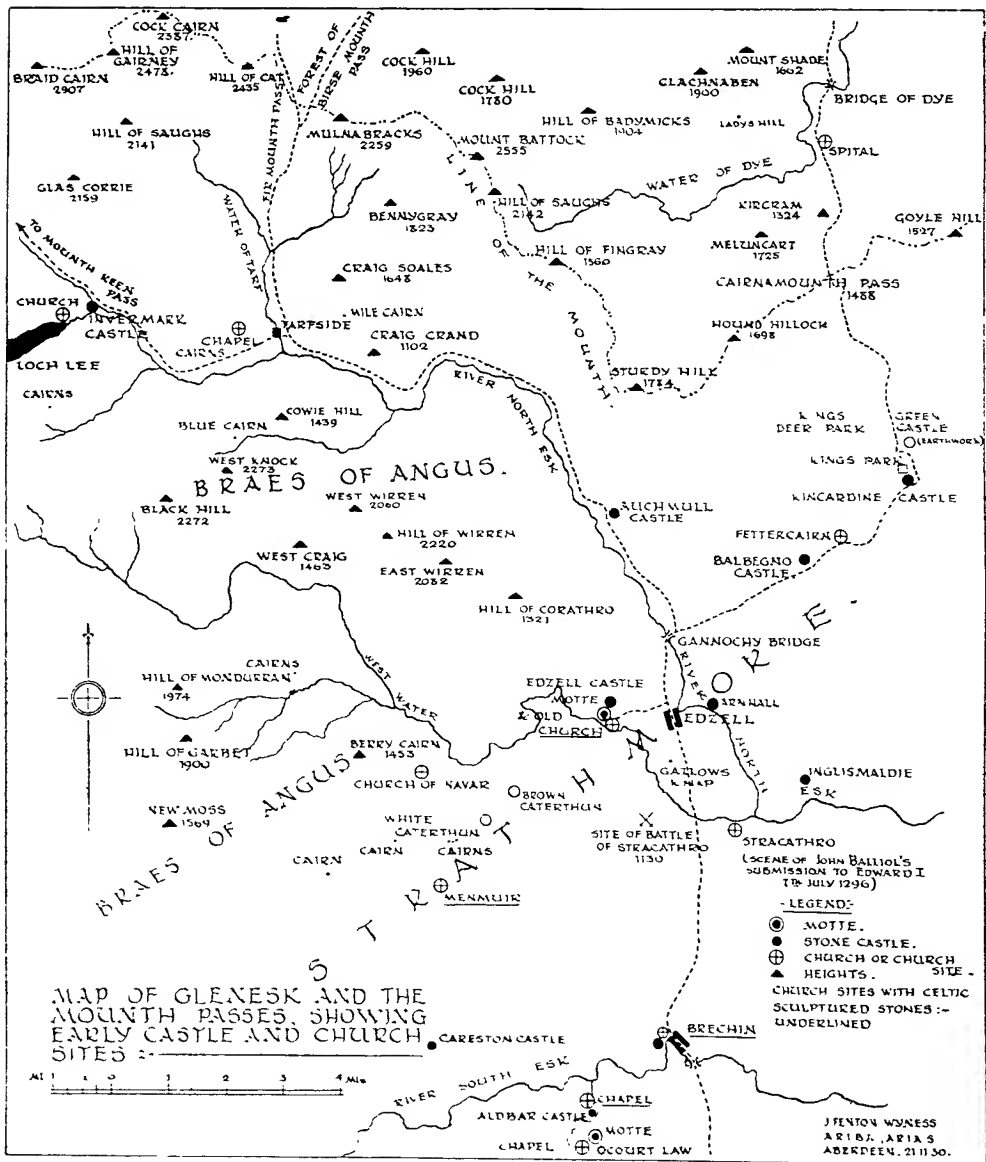 COCK CAIRN
2387.
HILL OF
GAIRNEY
2478.
BRAID CAIRN
2907
HILL OF CAT
2435
FOREST OF
BIRSE MOUNTH
PASS
FIR MOUNTH PASS
COCK HILL
1960
COCK HILL
1780
MOUNT SHADE
1662
CLACHNABEN
1900
BRIDGE OF DYE
HILL OF SAUGHS
2141
MULNABRACKS
2259
HILL OF BADYMICKS
1904
LADYS HILL
MOUNT BATTOCK
2555
SPITAL
WATER OF DYE
GLAS CORRIE
2159
BENNYGRAY
1823
HILL OF SAUGHS
2142
KIRCRAM
1324
GOYLE HILL
1527
MELUNCART
1725
LINE OF THE MOUNTH.
HILL OF FINGRAY
1560
TO MOUNTH KEEN
PASS
WATER OF TARF
CRAIG SOALES
1648
CAIRNAMOUNTH PASS
1488
CHURCH
INVERMARK
CASTLE
CHAPEL
CAIRNS
TARFSIDE
MILE CAIRN
CRAIG CRAND
1102
HOUND HILLOCK
1698
LOCH LEE
STURDY HILL
1784
CAIRNS
RIVER NORTH ESK
COWIE HILL
1439
BLUE CAIRN
KINGS
DEER PARK
GREEN
CASTLE
(EARTHWORK)
WEST KNOCK
2273
KINGS PARK
BRAES OF ANGUS.
KINCARDINE CASTLE
BLACK HILL
2272
WEST WIRREN
2060
AUCHMULL
CASTLE
HILL OF WIRREN
2220
FETTERCAIRN
WEST CRAIG
1463
EAST WIRREN
2082
BALBEGNO
CASTLE
HILL OF CORATHRO
1321
GANNOCHY BRIDGE
CAIRNS
HILL OF MONDURRAN
1974
WEST
WATER
EDZELL CASTLE
MOTTE
& OLD
CHURCH
RIVER
ARNHALL
EDZELL
HILL OF GARBET
1900
BERRY CAIRN
1453
NORTH
CHURCH OF NAVAR
GALLOWS
KNAP
INGLISMALDIE
ESK
BROWN
CATERTHUN
NEW MOSS
1569
BRAES OF ANGUS
WHITE
CATERTHUN
SITE OF BATTLE
OF STRACATHRO
1130
STRACATHRO
CAIRN
CAIRN
CAIRNS
(SCENE OF JOHN BALLIOL'S
SUBMISSION TO EDWARD I
7TH JULY 1296)
MENMUIR
STRATHMORE.
- LEGEND:-
MOTTE.
STONE CASTLE.
CHURCH OR CHURCH
SITE -
HEIGHTS.
CHURCH SITES WITH CELTIC
SCULPTURED STONES :-
UNDERLINED
MAP OF GLENESK AND THE
MOUNTH PASSES, SHOWING
EARLY CASTLE AND CHURCH
SITES :-
CARESTON CASTLE
BRECHIN
MI 1 0 1 2 3 4 MLS
RIVER SOUTH ESK
CHAPEL
ALDBAR CASTLE
MOTTE
CHAPEL
COURT LAW
J FENTON WYNESS
ARIBA, ARIAS
ABERDEEN. 21 11 30.